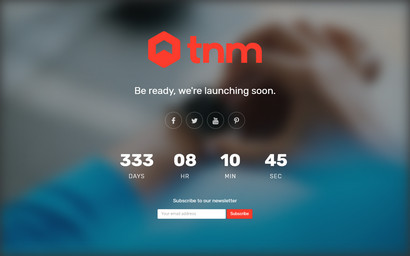 tnm
Be ready, we're launching soon.
333 08 10 45
DAYS HR MIN SEC
Subscribe to our newsletter
Your email address Subscribe